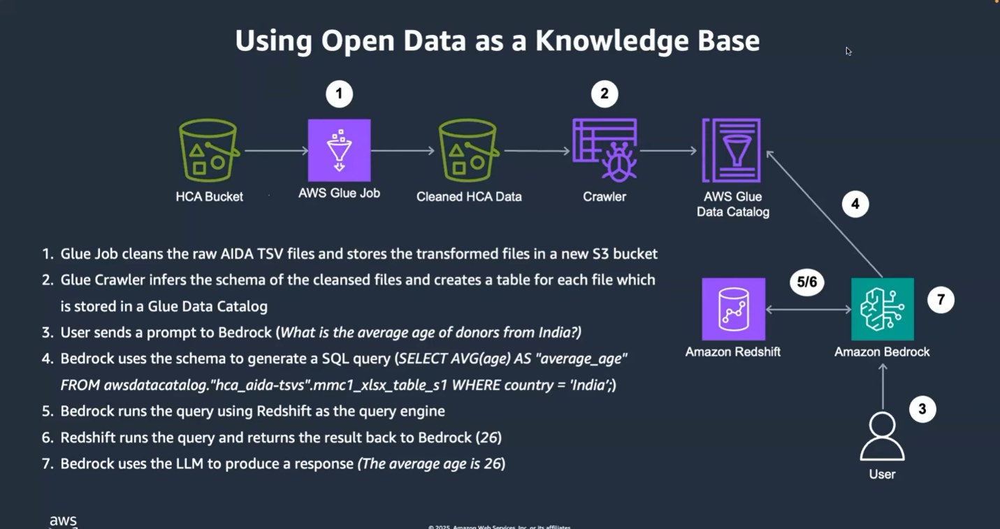 Using Open Data as a Knowledge Base
1
2
HCA Bucket
AWS Glue Job
Cleaned HCA Data
Crawler
AWS Glue
Data Catalog
4
1. Glue Job cleans the raw AIDA TSV files and stores the transformed files in a new S3 bucket
2. Glue Crawler infers the schema of the cleansed files and creates a table for each file which
is stored in a Glue Data Catalog
3. User sends a prompt to Bedrock (What is the average age of donors from India?)
4. Bedrock uses the schema to generate a SQL query (SELECT AVG(age) AS "average_age"
FROM awsdatacatalog."hca_aida-tsvs".mmc1_xlsx_table_s1 WHERE country = 'India';)
5. Bedrock runs the query using Redshift as the query engine
6. Redshift runs the query and returns the result back to Bedrock (26)
7. Bedrock uses the LLM to produce a response (The average age is 26)
5/6
7
Amazon Redshift
Amazon Bedrock
3
User
aws
© 2025, Amazon Web Services, Inc. or its affiliates.